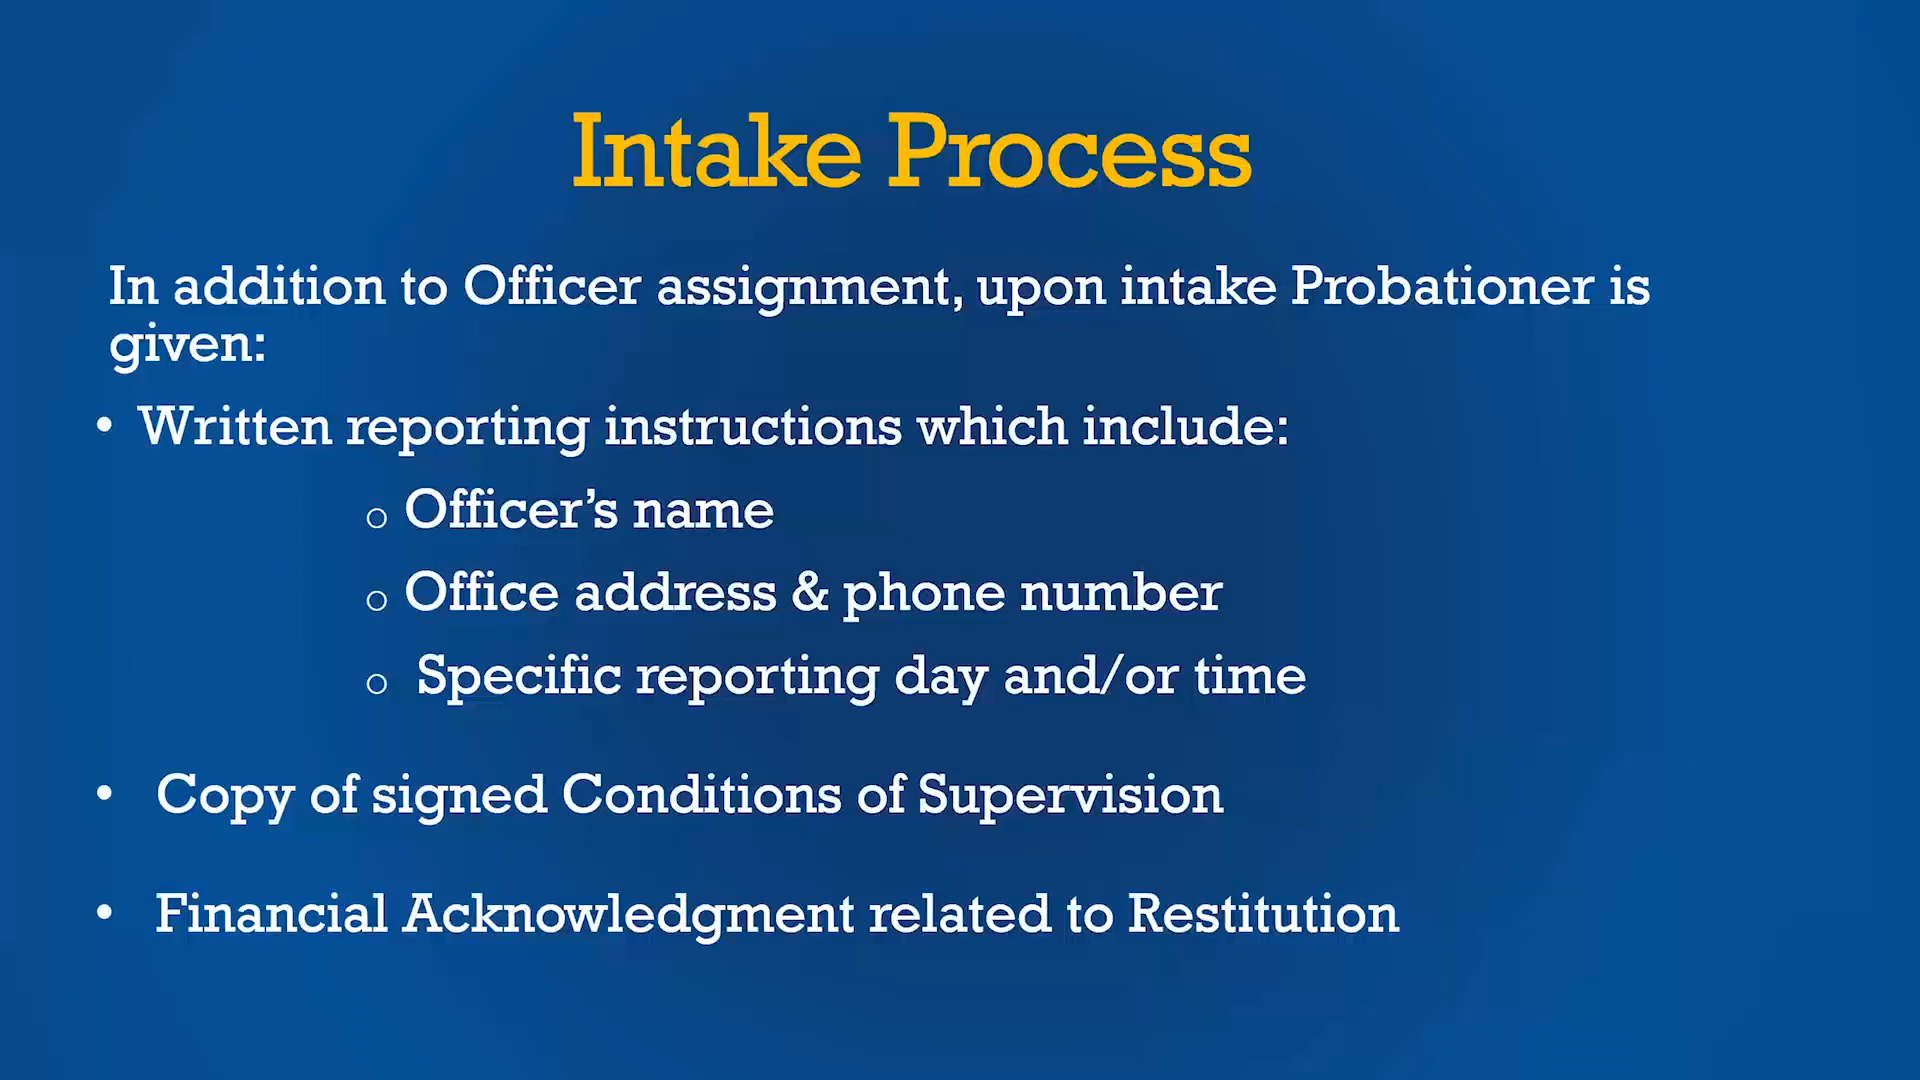 Intake Process
In addition to Officer assignment, upon intake Probationer is
given:
• Written reporting instructions which include:
o Officer’s name
o Office address & phone number
o Specific reporting day and/or time
• Copy of signed Conditions of Supervision
• Financial Acknowledgment related to Restitution